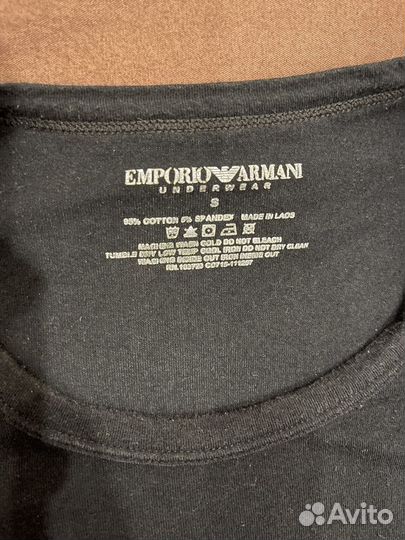 EMPORIO ARMANI
UNDERWEAR
S
95% COTTON 5% SPANDEX MADE IN LAOS
MACHINE WASH COLD DO NOT BLEACH
TUMBLE DRY LOW TEMP COOL IRON DO NOT DRY CLEAN
WASHING INSIDE OUT IRON INSIDE OUT
Avito